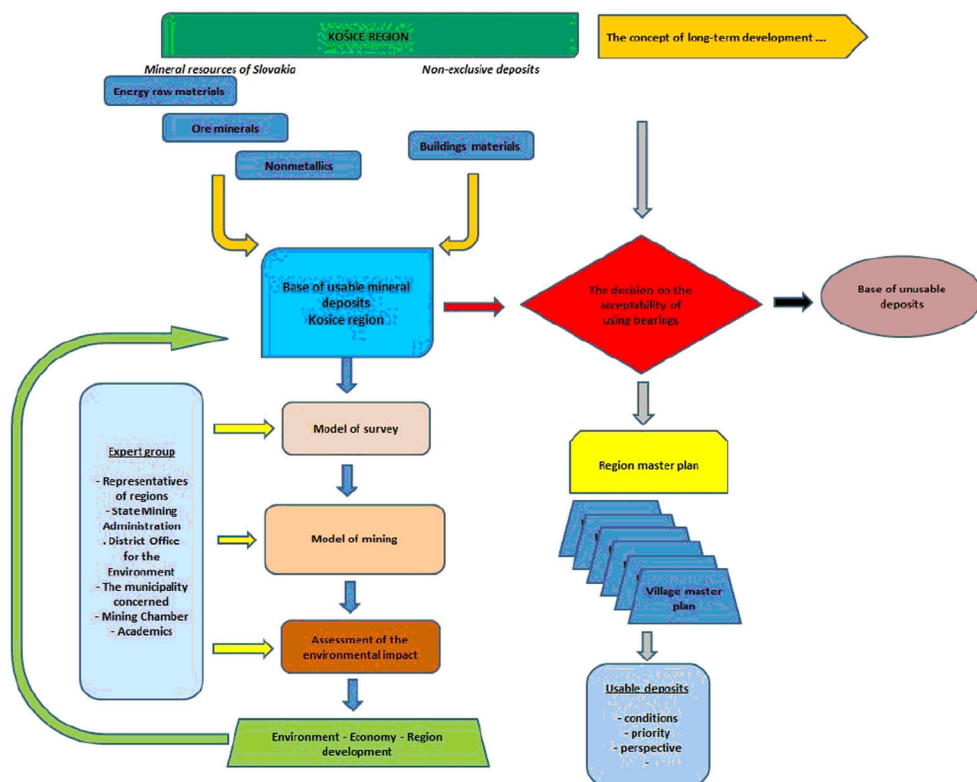 KOŠICE REGION
The concept of long-term development ....
Mineral resources of Slovakia
Non-exclusive deposits
Energy raw materials
Ore minerals
Nonmetallics
Buildings materials
Base of usable mineral
deposits
Kosice region
The decision on the
acceptability of
using bearings
Base of unusable
deposits
Expert group
- Representatives
of regions
- State Mining
Administration
. District Office
for the
Environment
- The municipality
concerned
- Mining Chamber
- Academics
Model of survey
Model of mining
Assessment of the
environmental impact
Environment - Economy - Region
development
Region master plan
Village master
plan
Usable deposits
- conditions
- priority
- perspective
-